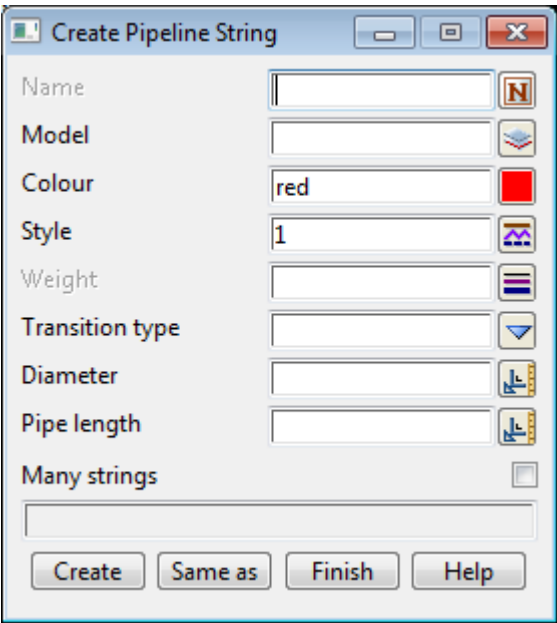 Create Pipeline String
Name
N
Model
Colour red
Style 1
Weight
Transition type
Diameter
Pipe length
Many strings
Create Same as Finish Help